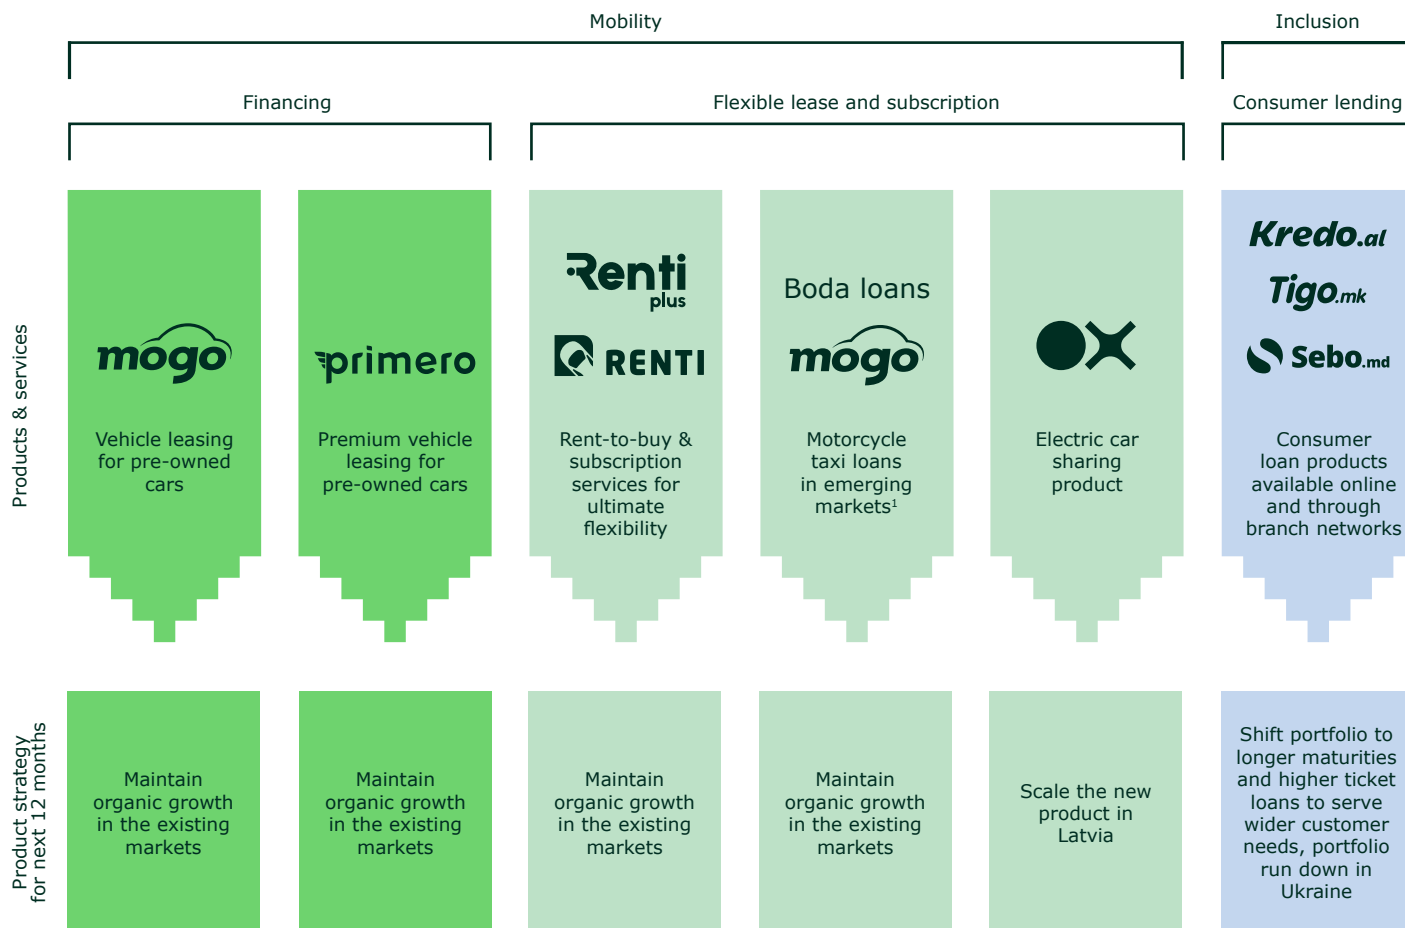 Mobility
Inclusion
Financing
Flexible lease and subscription
Consumer lending
Products & services
mogo
Vehicle leasing
for pre-owned
cars
primero
Premium vehicle
leasing for
pre-owned cars
Renti
plus
RENTI
Rent-to-buy &
subscription
services for
ultimate
flexibility
Boda loans
mogo
Motorcycle
taxi loans
in emerging
markets¹
OX
Electric car
sharing
product
Kredo.al
Tigo.mk
Sebo.md
Consumer
loan products
available online
and through
branch networks
Product strategy
for next 12 months
Maintain
organic growth
in the existing
markets
Maintain
organic growth
in the existing
markets
Maintain
organic growth
in the existing
markets
Maintain
organic growth
in the existing
markets
Scale the new
product in
Latvia
Shift portfolio to
longer maturities
and higher ticket
loans to serve
wider customer
needs, portfolio
run down in
Ukraine